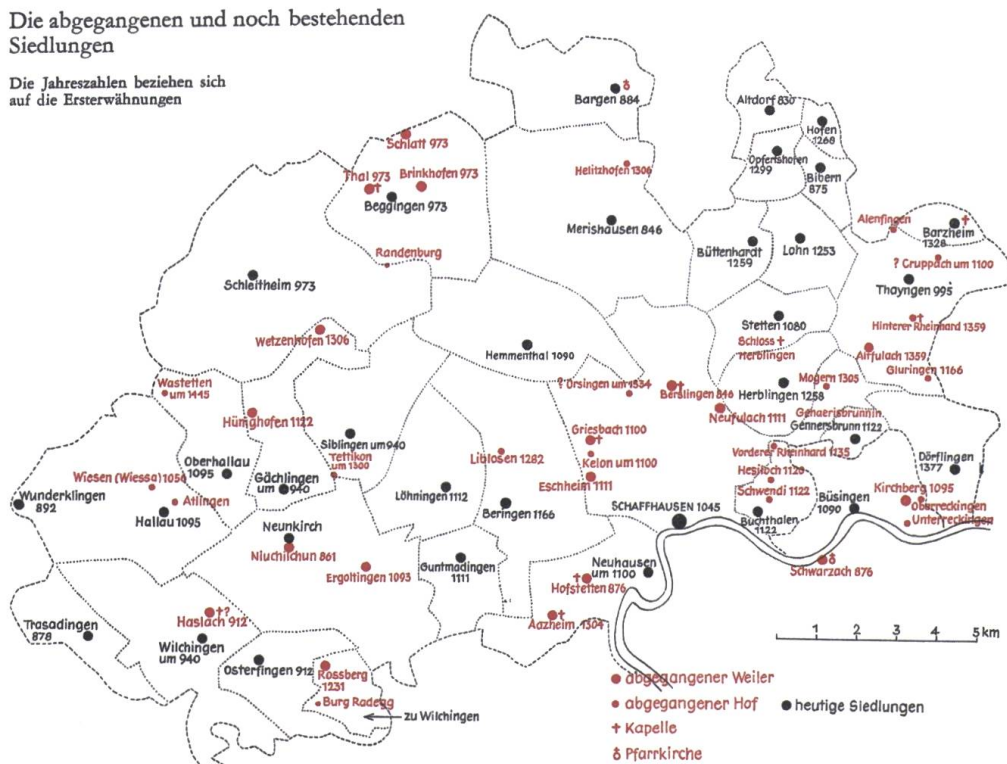 Die abgegangenen und noch bestehenden
Siedlungen
Die Jahreszahlen beziehen sich
auf die Ersterwähnungen
Bargen 884
Altdorf 830
Hofen
1268
Opfertshofen
1299
Bibern
875
Schlatt 973
Thal 973
Brinkhofen 973
Beggingen 973
Helitzhofen 1306
Merishausen 846
Büttenhardt
1259
Lohn 1253
Alenfingen
Barzheim
1328
? Cruppach um 1100
Thayngen 995
Randenburg
Schleitheim 973
Hinterer Rheinhard 1359
Stetten 1080
Wetzenhofen 1306
Hemmenthal 1090
Schloss
Herblingen
Altfulach 1359
Gluringen 1166
Wastetten
um 1445
? Orsingen um 1534
Berslingen 846
Herblingen 1258
Mogern 1305
Hünighofen 1122
Neufulach 1111
Griesbach 1100
Gennersbrunn 1122
Siblingen um 940
Vorderer Rheinhard 1135
Oberhallau
1095
Tettikon
um 1300
Liblosen 1282
Kelon um 1100
Dörflingen
1377
Wiesen (Wiessa) 1050
Gächlingen
um 940
Eschheim 1111
Hesiloch 1120
Schwendi 1122
Kirchberg 1095
Wunderklingen
892
Atlingen
Löhningen 1112
Büsingen
1090
Oberreckingen
Hallau 1095
Beringen 1166
SCHAFFHAUSEN 1045
Buchthalen
1122
Unterreckingen
Neunkirch
Niuchilchun 861
Guntmadingen
1111
Neuhausen
um 1100
Schwarzach 876
Ergoltingen 1093
Hofstetten 876
Haslach 912
?
Aazheim 1304
Trasadingen
878
Wilchingen
um 940
Osterfingen 912
Rossberg
1231
Burg Radegg
zu Wilchingen
1 2 3 4 5 km
abgegangener Weiler
abgegangener Hof
heutige Siedlungen
Kapelle
Pfarrkirche